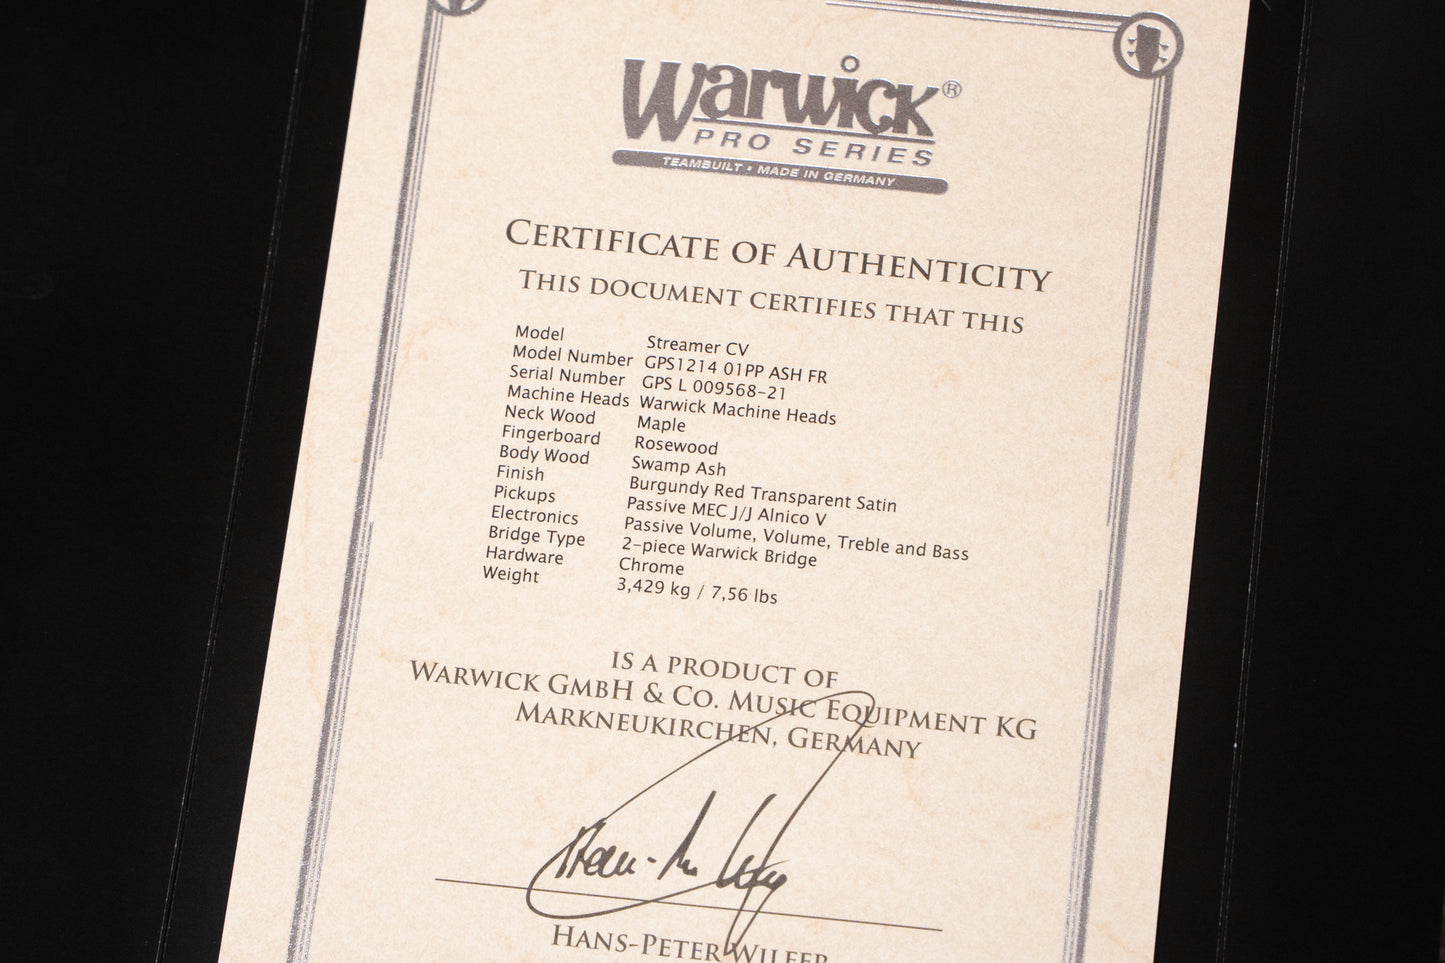 Warwick®
PRO SERIES
TEAMBUILT • MADE IN GERMANY
CERTIFICATE OF AUTHENTICITY
THIS DOCUMENT CERTIFIES THAT THIS
Model Streamer CV
Model Number GPS1214 01PP ASH FR
Serial Number GPS L 009568-21
Machine Heads Warwick Machine Heads
Neck Wood Maple
Fingerboard Rosewood
Body Wood Swamp Ash
Finish Burgundy Red Transparent Satin
Pickups Passive MEC J/J Alnico V
Electronics Passive Volume, Volume, Treble and Bass
Bridge Type 2-piece Warwick Bridge
Hardware Chrome
Weight 3,429 kg / 7,56 lbs
IS A PRODUCT OF
WARWICK GMBH & CO. MUSIC EQUIPMENT KG
MARKNEUKIRCHEN, GERMANY
HANS-PETER WILFER